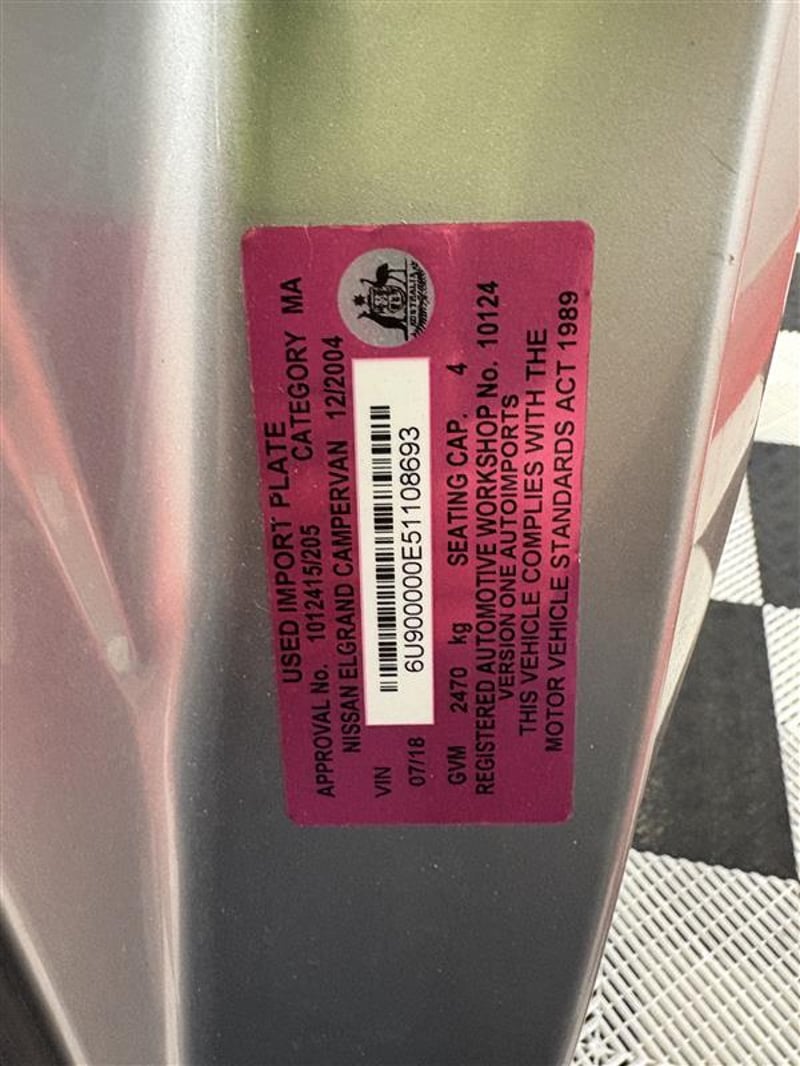 USED IMPORT PLATE
APPROVAL No. 1012415/205 CATEGORY MA
NISSAN ELGRAND CAMPERVAN 12/2004
AUSTRALIA
VIN
6U900000E51108693
07/18
GVM 2470 kg SEATING CAP. 4
REGISTERED AUTOMOTIVE WORKSHOP No. 10124
VERSION ONE AUTOIMPORTS
THIS VEHICLE COMPLIES WITH THE
MOTOR VEHICLE STANDARDS ACT 1989